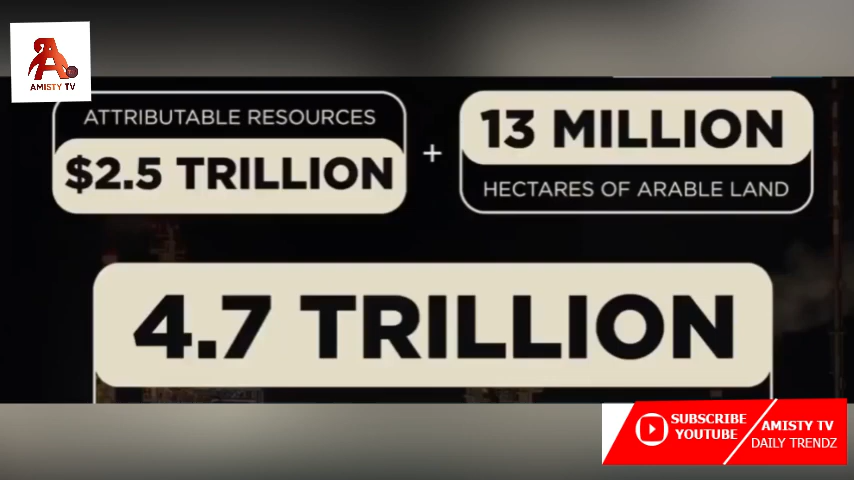 AMISTY TV
ATTRIBUTABLE RESOURCES
$2.5 TRILLION
+
13 MILLION
HECTARES OF ARABLE LAND
4.7 TRILLION
SUBSCRIBE
YOUTUBE
AMISTY TV
DAILY TRENDZ